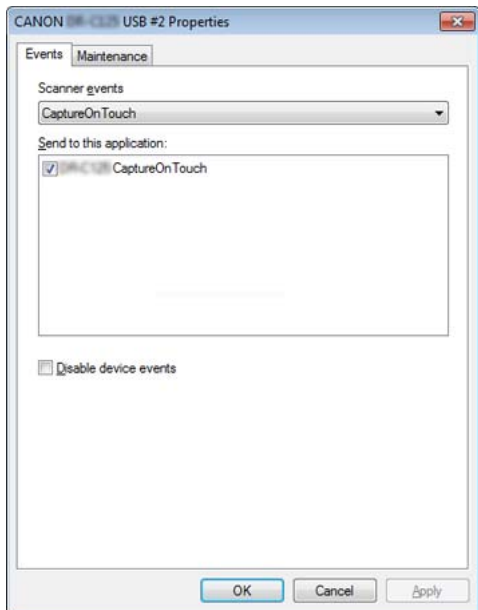 CANON USB #2 Properties
Events Maintenance
Scanner events
CaptureOnTouch
Send to this application:
CaptureOnTouch
Disable device events
OK Cancel Apply